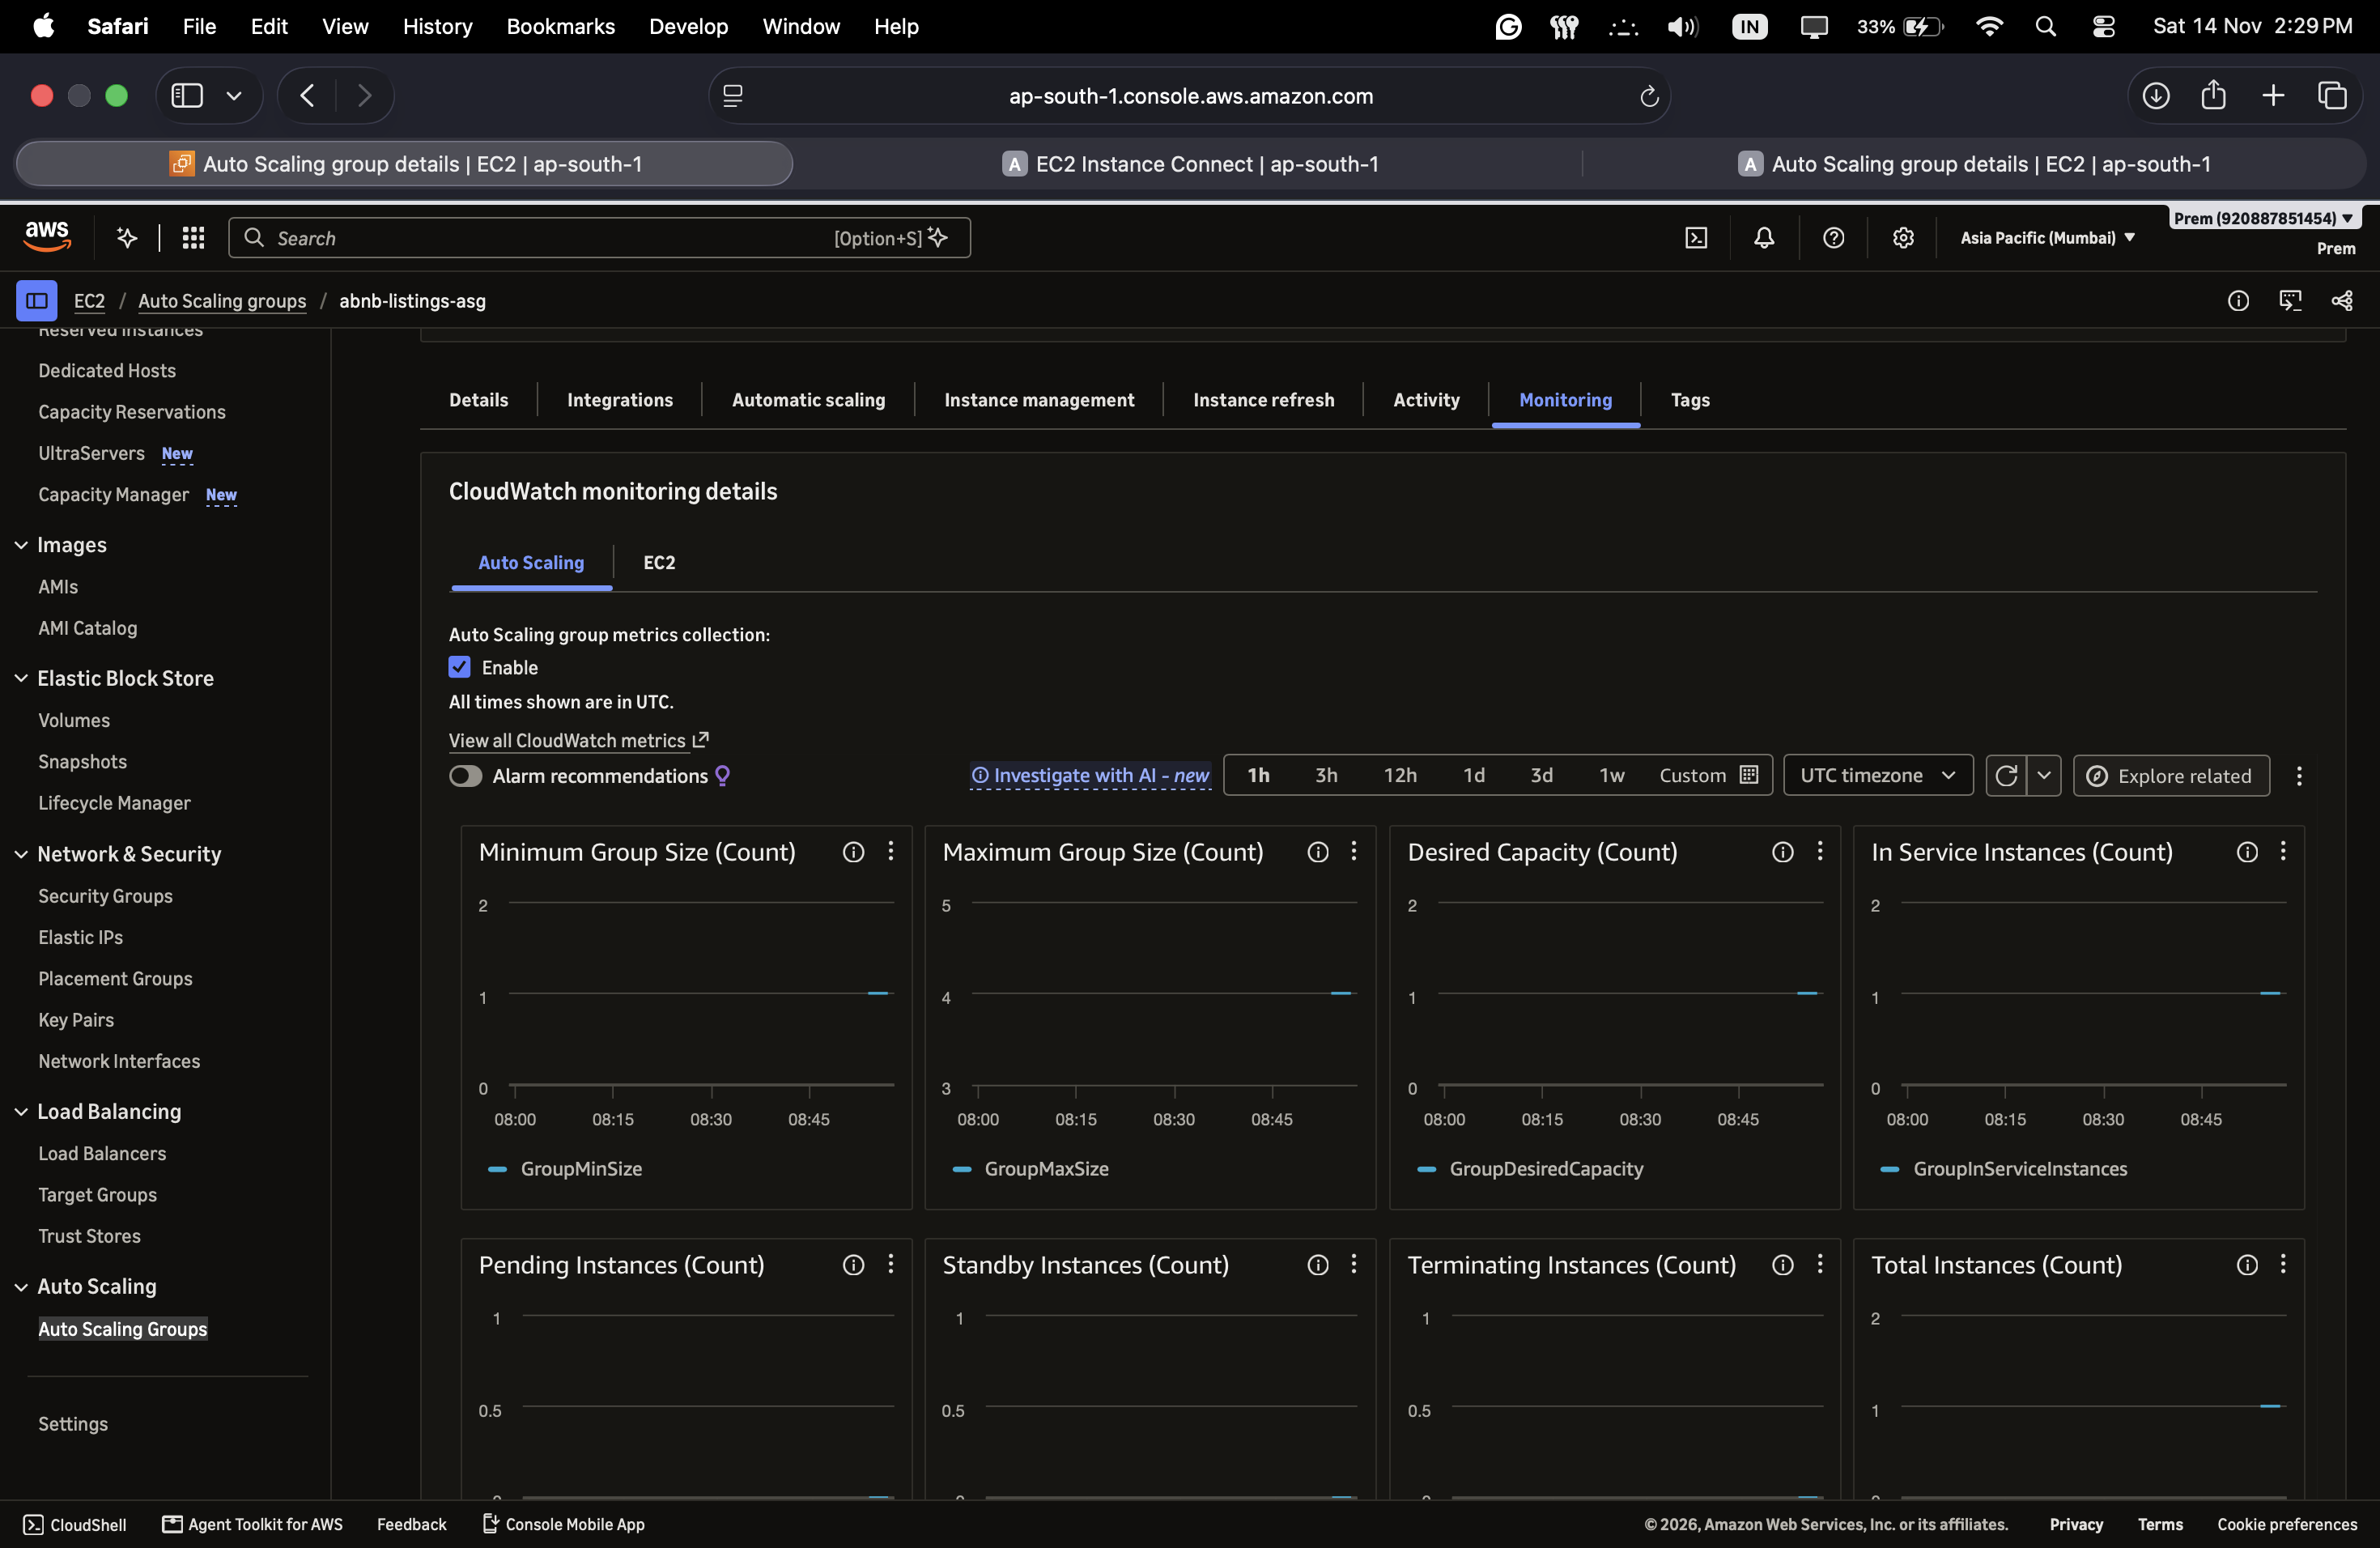 Safari File Edit View History Bookmarks Develop Window Help IN 33% Sat 14 Nov 2:29 PM
ap-south-1.console.aws.amazon.com
Auto Scaling group details | EC2 | ap-south-1
A EC2 Instance Connect | ap-south-1
A Auto Scaling group details | EC2 | ap-south-1
aws Search [Option+S] Asia Pacific (Mumbai) Prem (920887851454)
Prem
EC2 / Auto Scaling groups / abnb-listings-asg
Reserved Instances
Dedicated Hosts
Capacity Reservations
UltraServers New
Capacity Manager New
Images
AMIs
AMI Catalog
Elastic Block Store
Volumes
Snapshots
Lifecycle Manager
Network & Security
Security Groups
Elastic IPs
Placement Groups
Key Pairs
Network Interfaces
Load Balancing
Load Balancers
Target Groups
Trust Stores
Auto Scaling
Auto Scaling Groups
Settings
Details Integrations Automatic scaling Instance management Instance refresh Activity Monitoring Tags
CloudWatch monitoring details
Auto Scaling EC2
Auto Scaling group metrics collection:
Enable
All times shown are in UTC.
View all CloudWatch metrics
Alarm recommendations
Investigate with AI - new 1h 3h 12h 1d 3d 1w Custom UTC timezone Explore related
Minimum Group Size (Count)
2
1
0
08:00 08:15 08:30 08:45
GroupMinSize
Maximum Group Size (Count)
5
4
3
08:00 08:15 08:30 08:45
GroupMaxSize
Desired Capacity (Count)
2
1
0
08:00 08:15 08:30 08:45
GroupDesiredCapacity
In Service Instances (Count)
2
1
0
08:00 08:15 08:30 08:45
GroupInServiceInstances
Pending Instances (Count)
1
0.5
Standby Instances (Count)
1
0.5
Terminating Instances (Count)
1
0.5
Total Instances (Count)
2
1
CloudShell Agent Toolkit for AWS Feedback Console Mobile App © 2026, Amazon Web Services, Inc. or its affiliates. Privacy Terms Cookie preferences